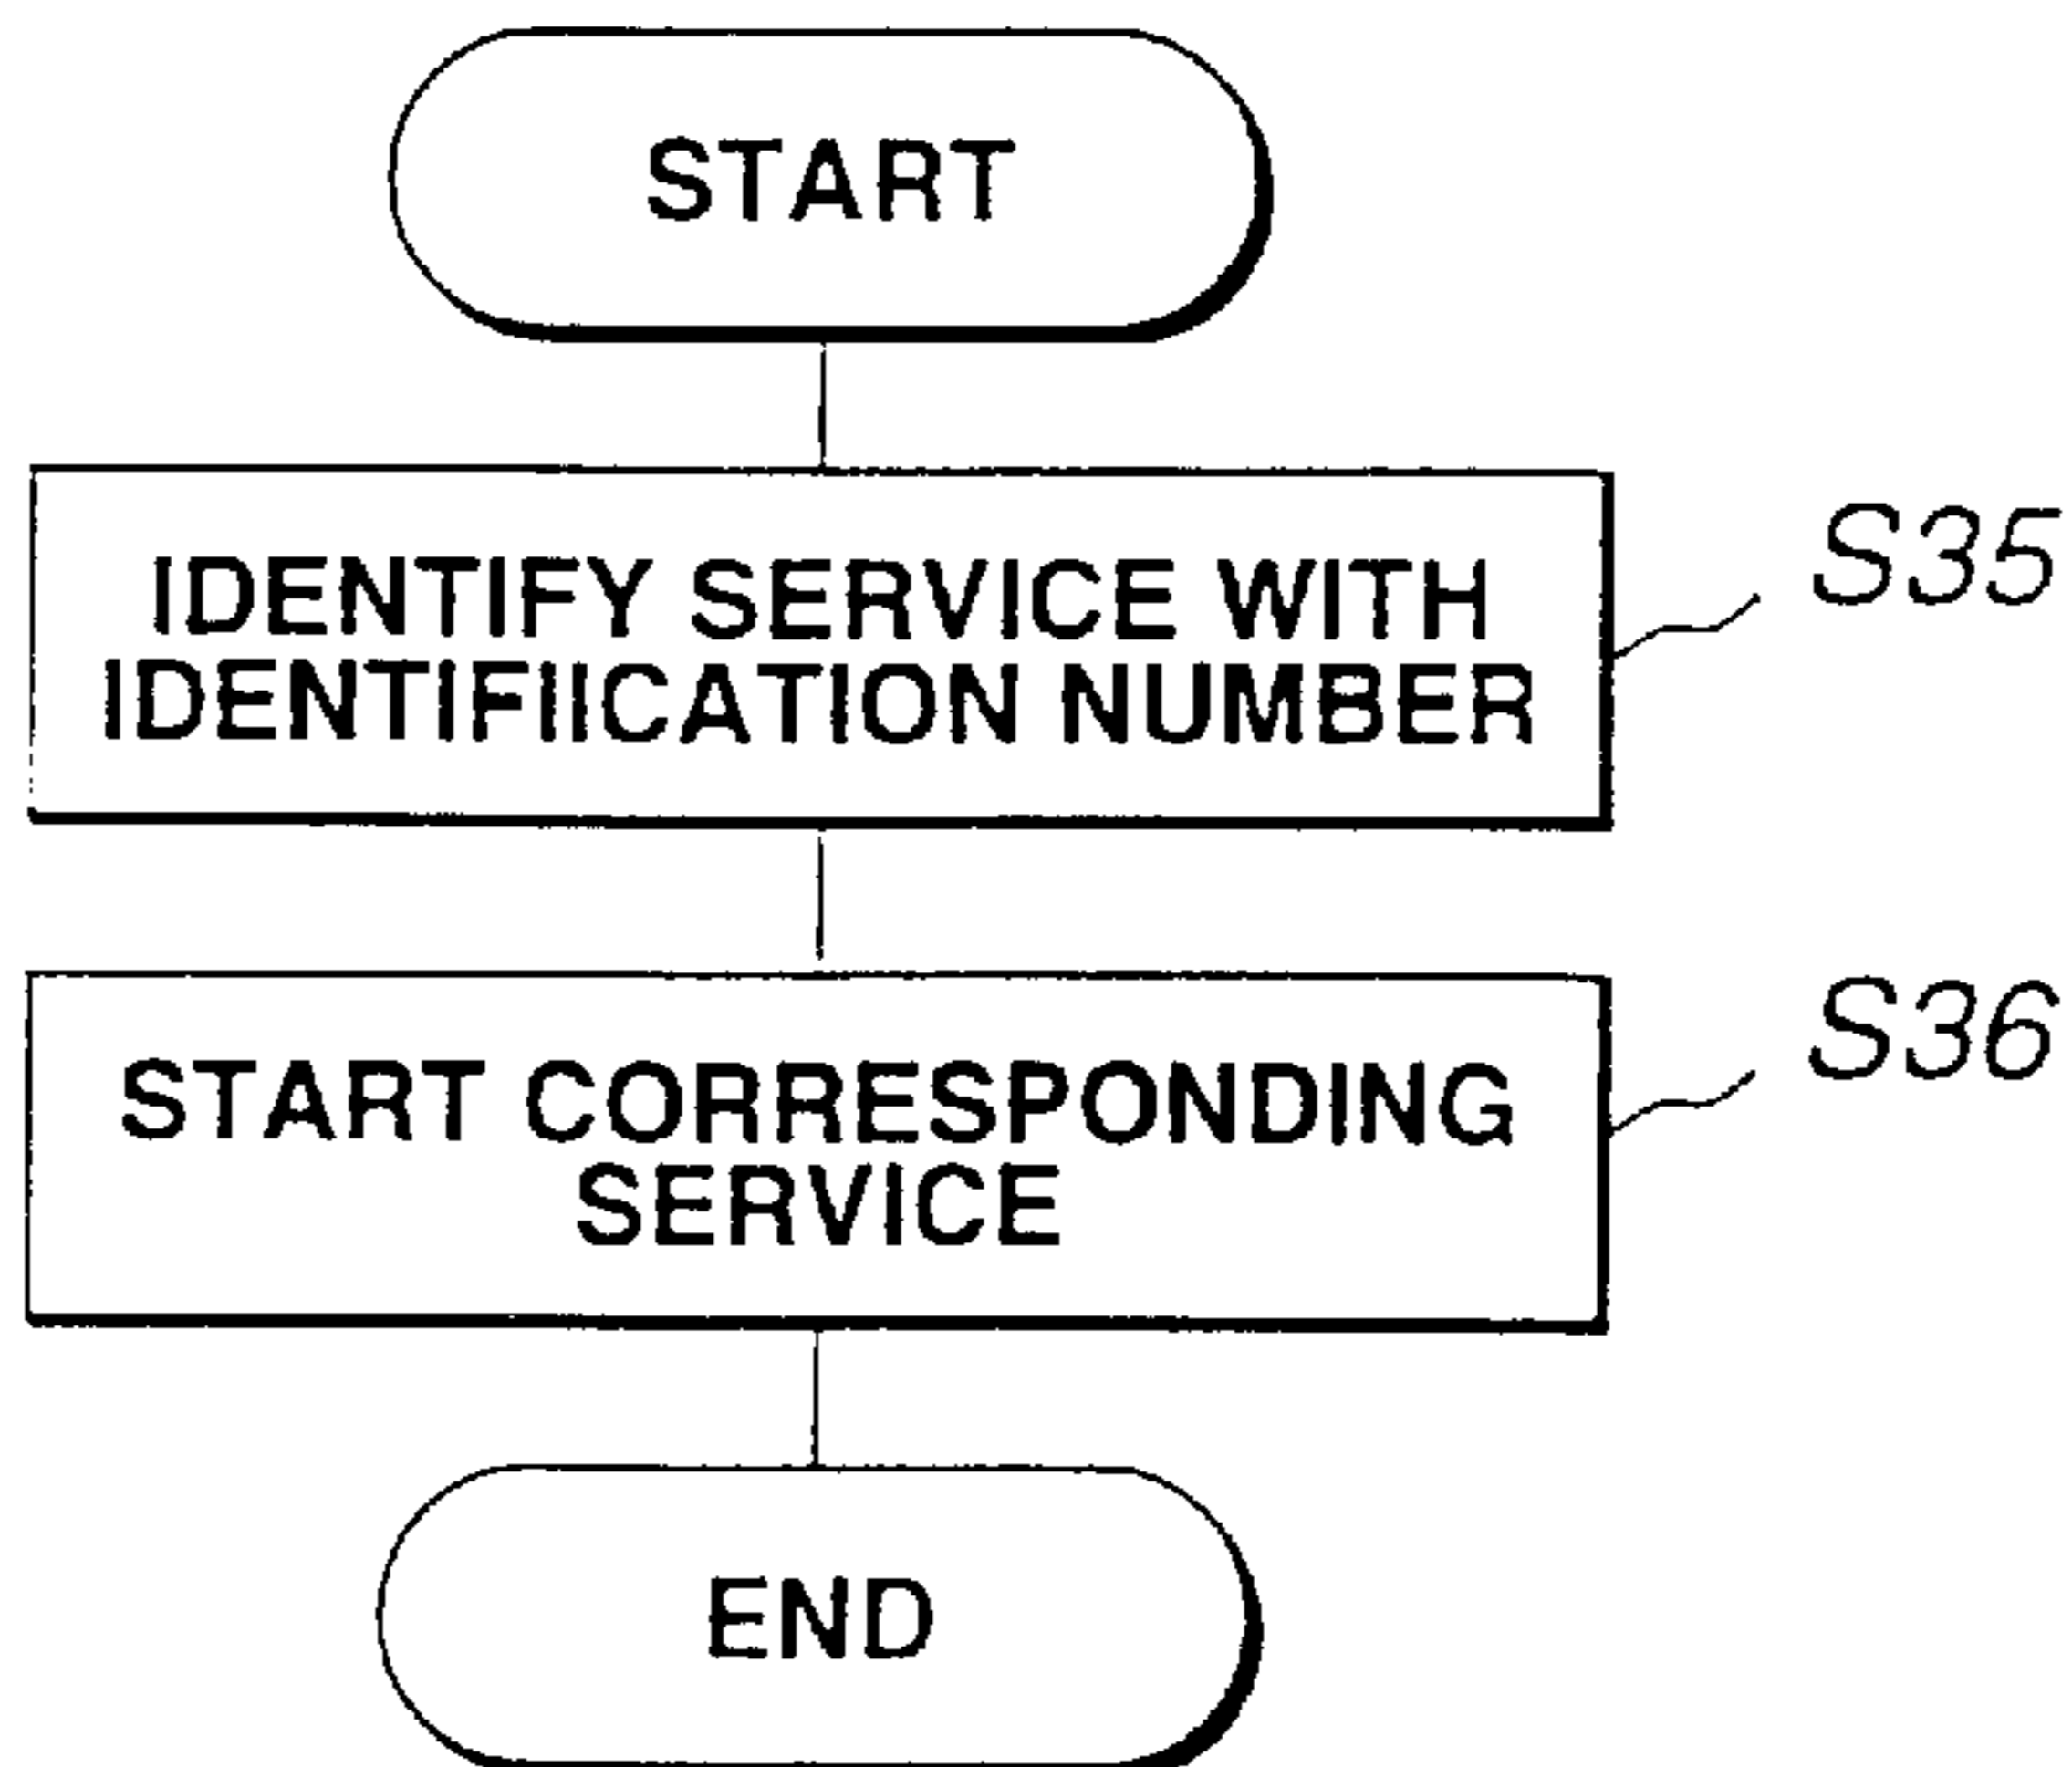 START
IDENTIFY SERVICE WITH
IDENTIFIICATION NUMBER
S35
START CORRESPONDING
SERVICE
S36
END